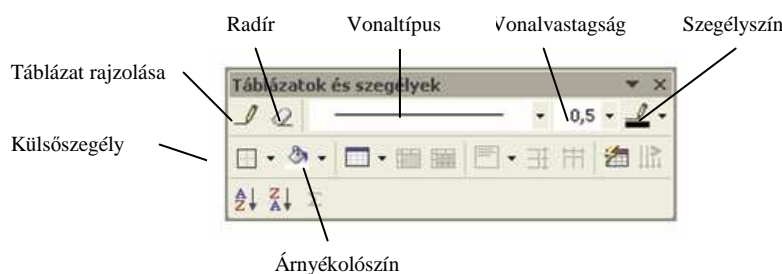 Radír Vonaltípus Vonalvastagság Szegélyszín
Táblázat rajzolása
Táblázatok és szegélyek
0,5
Külsőszegély
A Z Z A
Árnyékolószín